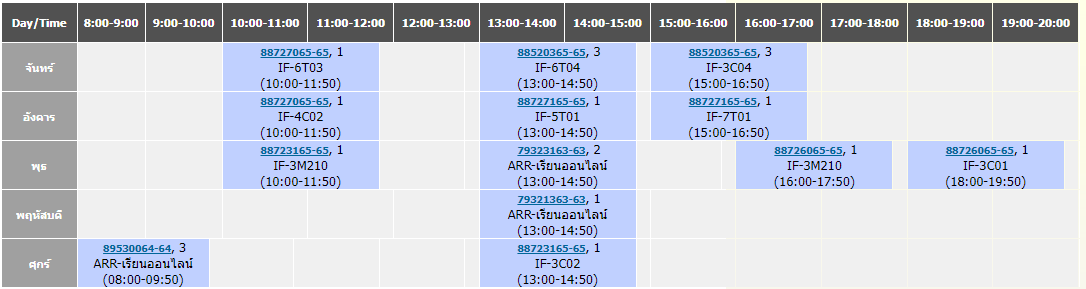 Day/Time 8:00-9:00 9:00-10:00 10:00-11:00 11:00-12:00 12:00-13:00 13:00-14:00 14:00-15:00 15:00-16:00 16:00-17:00 17:00-18:00 18:00-19:00 19:00-20:00
จันทร์
88727065-65, 1
IF-6T03
(10:00-11:50)
88520365-65, 3
IF-6T04
(13:00-14:50)
88520365-65, 3
IF-3C04
(15:00-16:50)
อังคาร
88727065-65, 1
IF-4C02
(10:00-11:50)
88727165-65, 1
IF-5T01
(13:00-14:50)
88727165-65, 1
IF-7T01
(15:00-16:50)
พุธ
88723165-65, 1
IF-3M210
(10:00-11:50)
79323163-63, 2
ARR-เรียนออนไลน์
(13:00-14:50)
88726065-65, 1
IF-3M210
(16:00-17:50)
88726065-65, 1
IF-3C01
(18:00-19:50)
พฤหัสบดี
79321363-63, 1
ARR-เรียนออนไลน์
(13:00-14:50)
ศุกร์
89530064-64, 3
ARR-เรียนออนไลน์
(08:00-09:50)
88723165-65, 1
IF-3C02
(13:00-14:50)